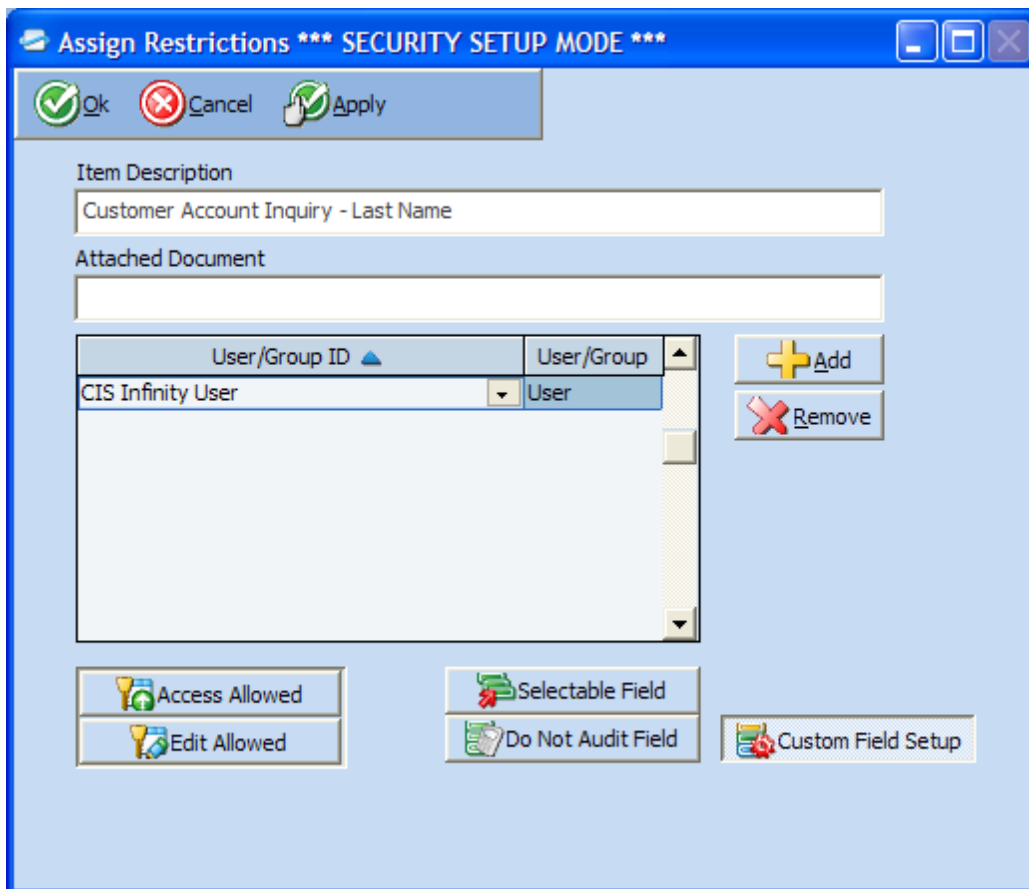 Assign Restrictions *** SECURITY SETUP MODE ***
Ok Cancel Apply
Item Description
Customer Account Inquiry - Last Name
Attached Document
User/Group ID User/Group
Add
CIS Infinity User User
Remove
Access Allowed Selectable Field
Edit Allowed Do Not Audit Field Custom Field Setup